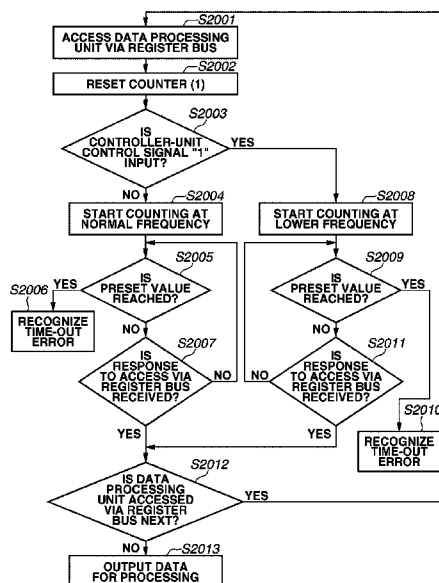 S2001
ACCESS DATA PROCESSING
UNIT VIA REGISTER BUS
S2002
RESET COUNTER (1)
S2003
IS
CONTROLLER-UNIT
CONTROL SIGNAL "1"
INPUT?
YES
NO
S2004
START COUNTING AT
NORMAL FREQUENCY
S2008
START COUNTING AT
LOWER FREQUENCY
S2005
IS
PRESET VALUE
REACHED?
YES
NO
S2006
RECOGNIZE
TIME-OUT
ERROR
S2009
IS
PRESET VALUE
REACHED?
YES
NO
S2007
IS
RESPONSE
TO ACCESS VIA
REGISTER BUS
RECEIVED?
NO
YES
S2011
IS
RESPONSE
TO ACCESS VIA
REGISTER BUS
RECEIVED?
NO
YES
S2010
RECOGNIZE
TIME-OUT
ERROR
S2012
IS DATA
PROCESSING
UNIT ACCESSED
VIA REGISTER
BUS NEXT?
YES
NO
S2013
OUTPUT DATA
FOR PROCESSING